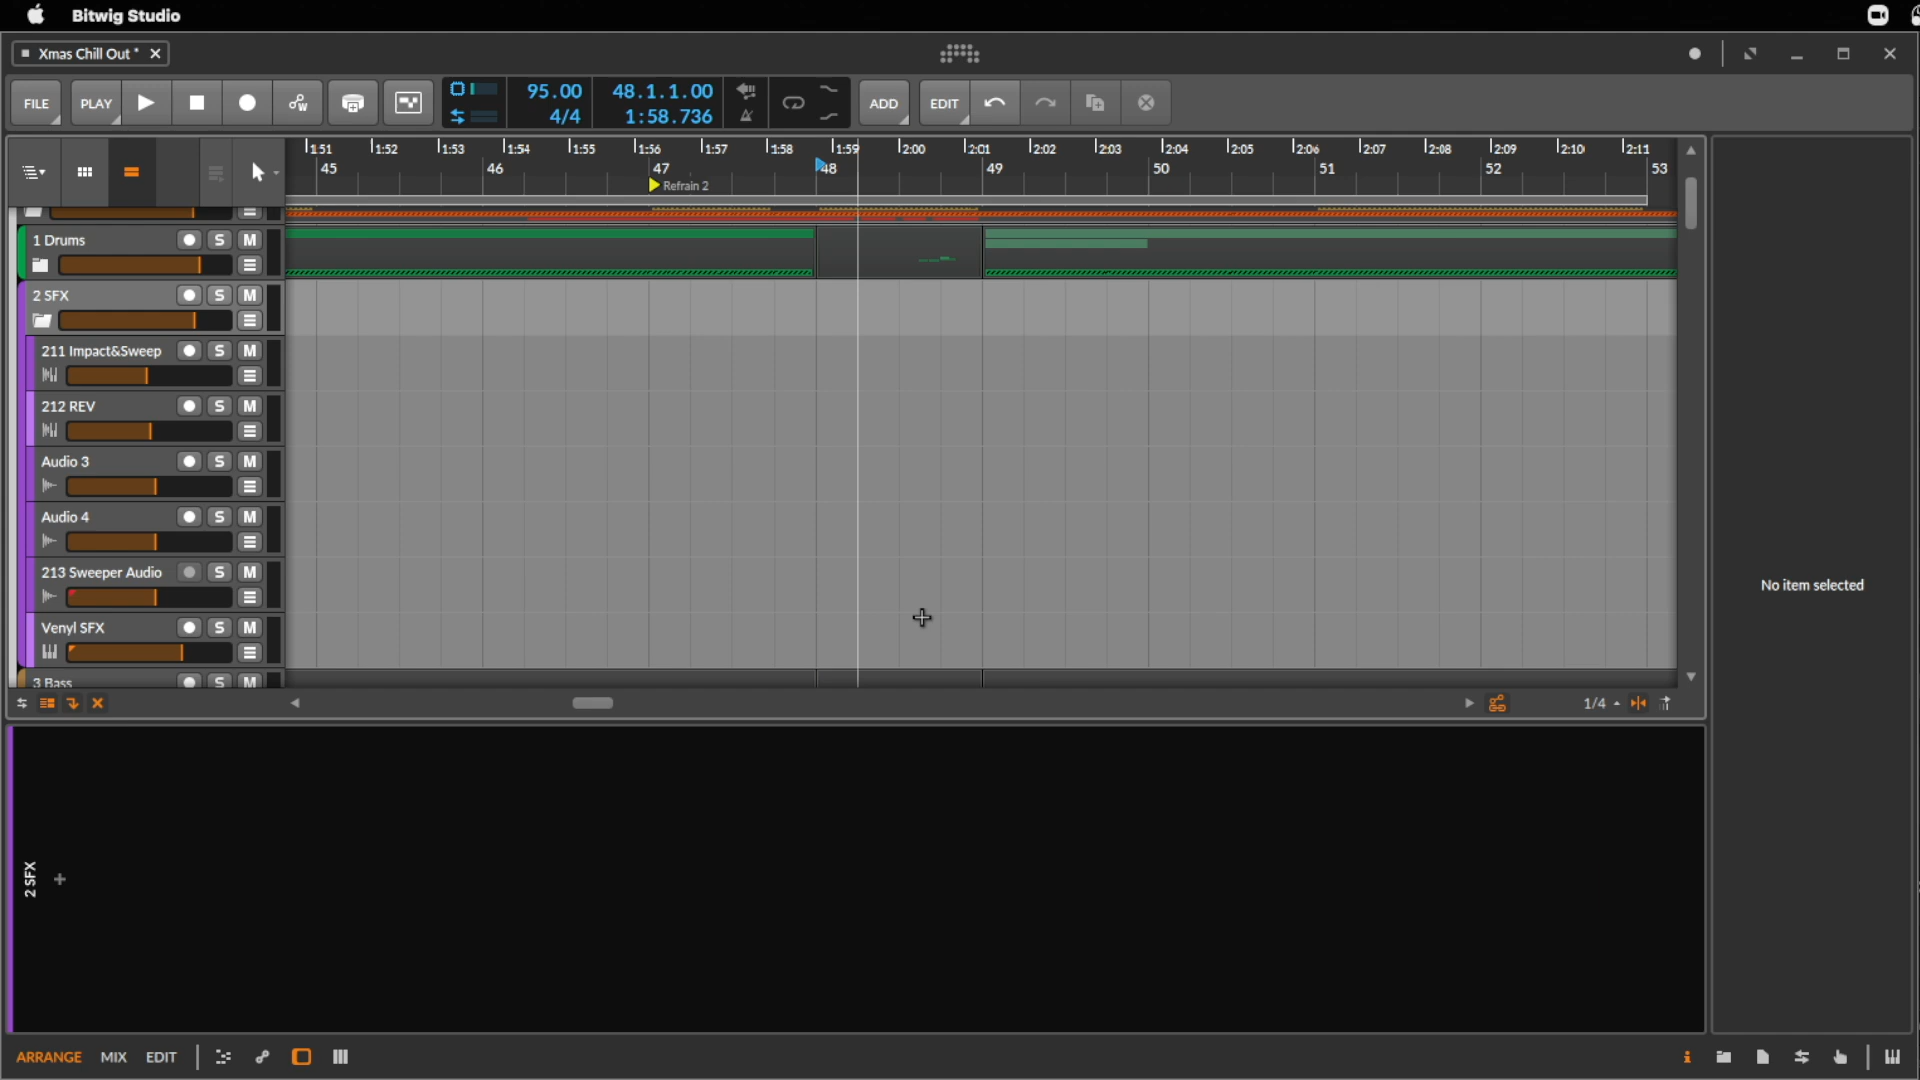 Bitwig Studio
Xmas Chill Out *
FILE PLAY 95.00 48.1.1.00 ADD EDIT
4/4 1:58.736
1:51 1:52 1:53 1:54 1:55 1:56 1:57 1:58 1:59 2:00 2:01 2:02 2:03 2:04 2:05 2:06 2:07 2:08 2:09 2:10 2:11
45 46 47 48 49 50 51 52 53
Refrain 2
1 Drums S M
2 SFX S M
211 Impact&Sweep S M
212 REV S M
Audio 3 S M
Audio 4 S M
213 Sweeper Audio S M
Venyl SFX S M
3 Bass S M
No item selected
1/4
2 SFX
ARRANGE MIX EDIT